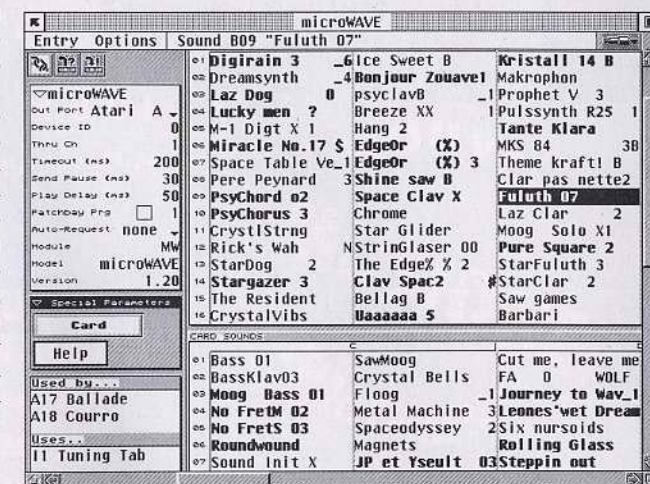 microWAVE
Entry Options Sound B09 "Fuluth 07"
microWAVE
Out Port Atari A
Device ID 0
Thru Ch 1
Timeout (ms) 200
Send Pause (ms) 30
Play Delay (ms) 50
Patchbay Prg 1
Auto-Request none
Module MW
Model microWAVE
Version 1.20
Special Parameters
Card
Help
Used by...
A17 Ballade
A18 Courro
Uses..
I1 Tuning Tab
01 Digirain 3 _6 Ice Sweet B Kristall 14 B
02 Dreamsynth _4 Bonjour Zouave1 Makrophon
03 Laz Dog 0 psyclavB _1 Prophet V 3
04 Lucky men ? Breeze XX 1 Pulssynth R25 1
05 M-1 Digt X 1 Hang 2 Tante Klara
06 Miracle No.17 $ EdgeOr (%) MKS 84 3B
07 Space Table Ve_1 EdgeOr (%) 3 Theme kraft! B
08 Pere Peynard 3 Shine saw B Clar pas nette2
09 PsyChord o2 Space Clav X Fuluth 07
10 PsyChorus 3 Chrome Laz Clar 2
11 CrystlStrng Star Glider Moog Solo X1
12 Rick's Wah N StringGlaser 00 Pure Square 2
13 StarDog 2 The Edge% % 2 StarFuluth 3
14 Stargazer 3 Clav Spac2 # StarClar 2
15 The Resident Bellag B Saw games
16 CrystalVibs Uaaaaaa 5 Barbari
CARD SOUNDS
C
01 Bass 01 SawMoog Cut me, leave me
02 BassKlav03 Crystal Bells FA 0 WOLF
03 Moog Bass 01 Floog _1 Journey to Wav_1
04 No FretM 02 Metal Machine 3 Leones'wet Dream
05 No FretS 03 Spaceodyssey 2 Six nursoids
06 Roundwound Magnets Rolling Glass
07 Sound Init X JP et Yseult 03 Steppin out